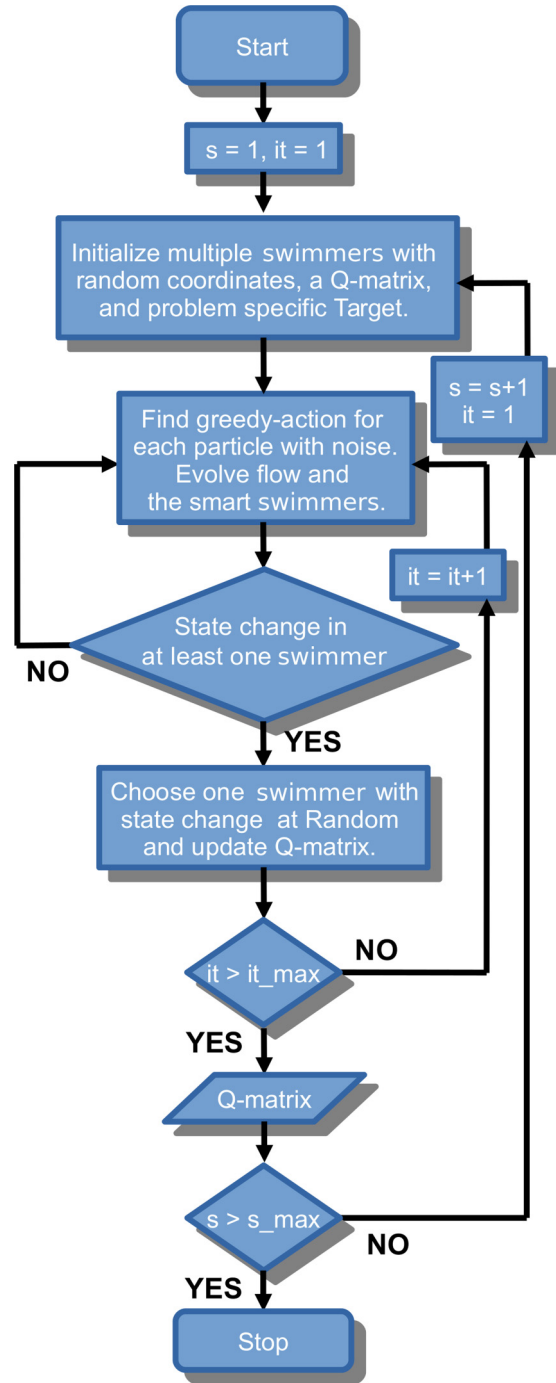 Start
s = 1, it = 1
Initialize multiple swimmers with
random coordinates, a Q-matrix,
and problem specific Target.
s = s+1
it = 1
Find greedy-action for
each particle with noise.
Evolve flow and
the smart swimmers.
it = it+1
State change in
at least one swimmer
NO
YES
Choose one swimmer with
state change at Random
and update Q-matrix.
it > it_max
NO
YES
Q-matrix
s > s_max
NO
YES
Stop